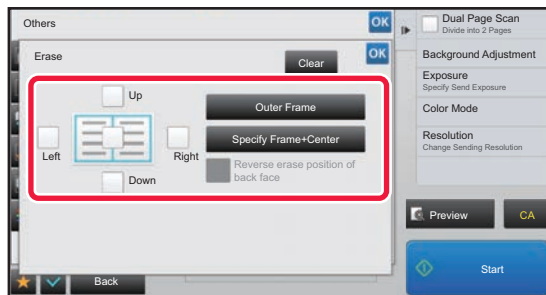 Others
OK
Erase
Clear
OK
Up
Left
Right
Down
Outer Frame
Specify Frame+Center
Reverse erase position of
back face
Back
Dual Page Scan
Divide into 2 Pages
Background Adjustment
Exposure
Specify Send Exposure
Color Mode
Resolution
Change Sending Resolution
Preview
CA
Start